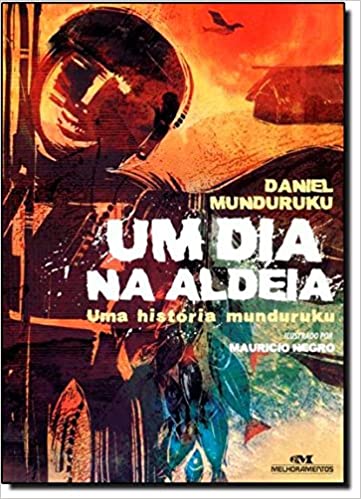 DANIEL
MUNDURUKU
UM DIA
NA ALDEIA
Uma história munduruku
ILUSTRADO POR
MAURICIO NEGRO
MELHORAMENTOS